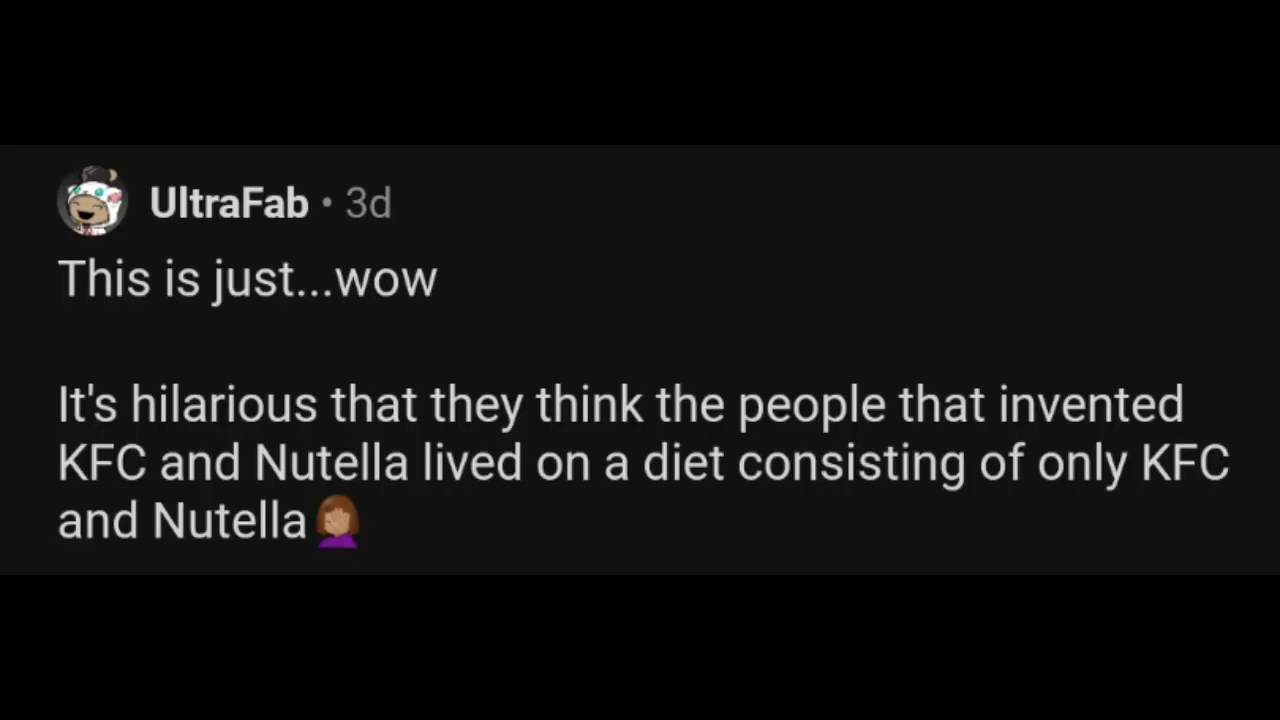 UltraFab • 3d
This is just...wow
It's hilarious that they think the people that invented
KFC and Nutella lived on a diet consisting of only KFC
and Nutella🤦🏽‍♀️